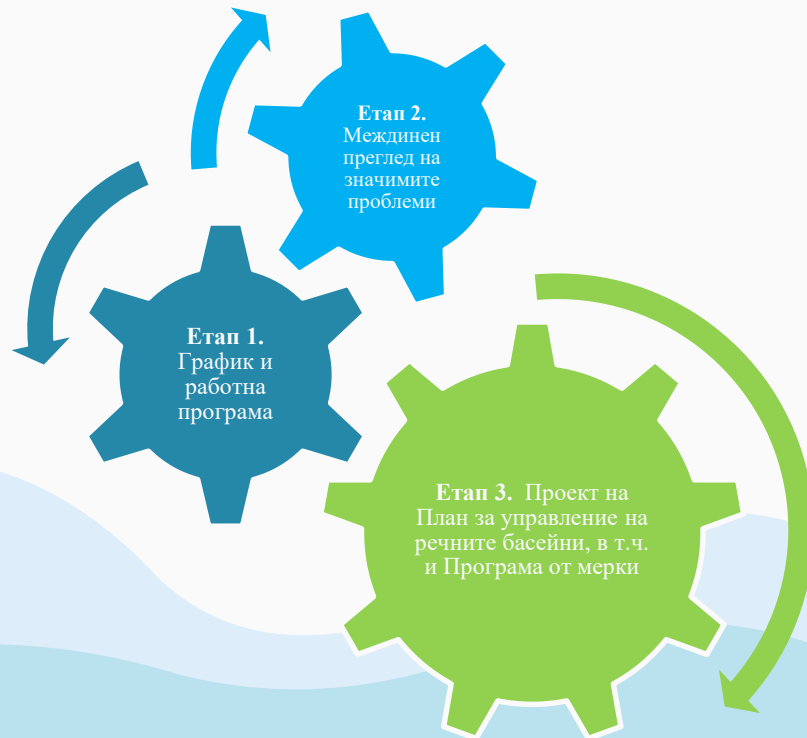 Етап 1.
График и
работна
програма
Етап 2.
Междинен
преглед на
значимите
проблеми
Етап 3. Проект на
План за управление на
речните басейни, в т.ч.
и Програма от мерки